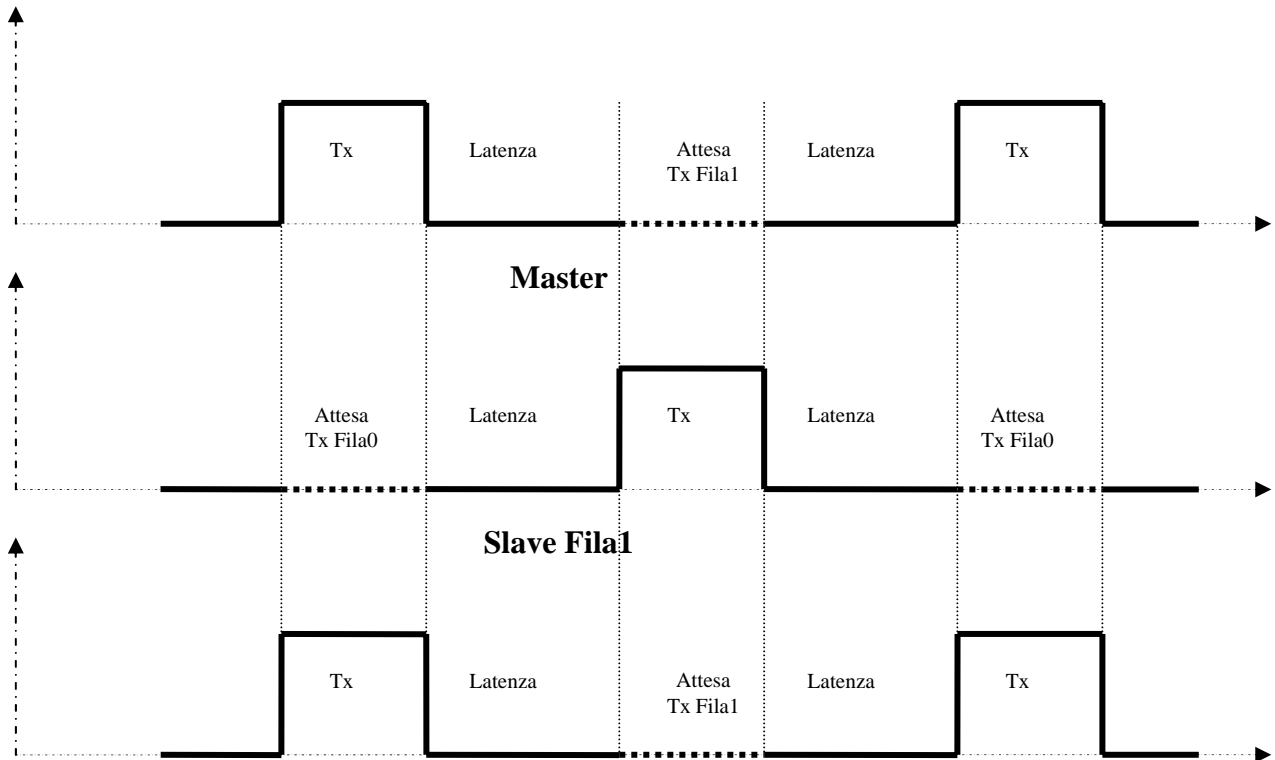 Tx
Latenza
Attesa
Tx Fila1
Latenza
Tx
Master
Attesa
Tx Fila0
Latenza
Tx
Latenza
Attesa
Tx Fila0
Slave Fila1
Tx
Latenza
Attesa
Tx Fila1
Latenza
Tx